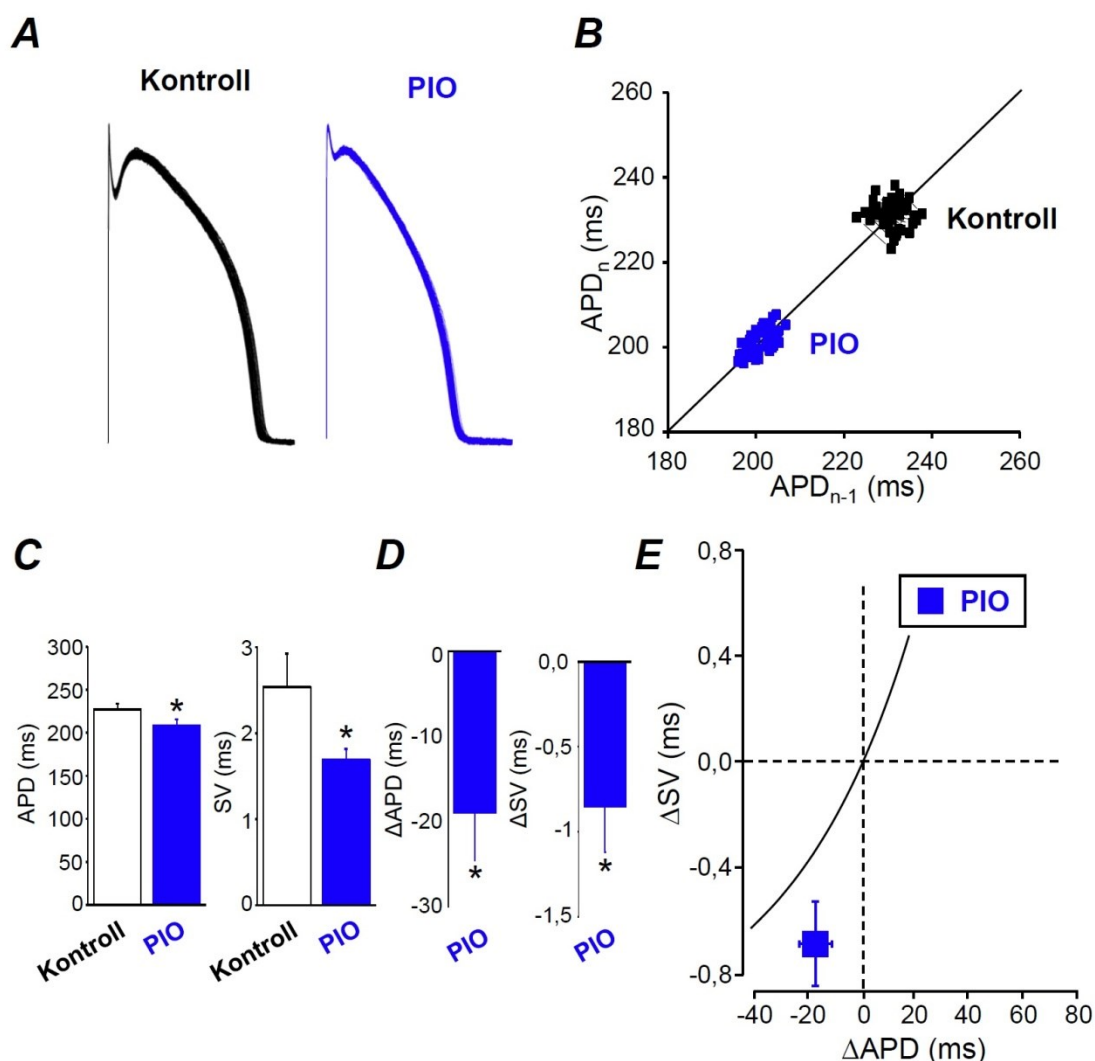 A
Kontroll
PIO
B
260
240
220
200
180
APDn (ms)
Kontroll
PIO
180 200 220 240 260
APDn-1 (ms)
C
300
250
200
150
100
50
0
APD (ms)
*
Kontroll
PIO
3
2
1
0
SV (ms)
*
Kontroll
PIO
D
0
-10
-20
-30
ΔAPD (ms)
*
PIO
0,0
-0,5
-1
-1,5
ΔSV (ms)
*
PIO
E
0,8
0,4
0,0
-0,4
-0,8
ΔSV (ms)
PIO
-40 -20 0 20 40 60 80
ΔAPD (ms)